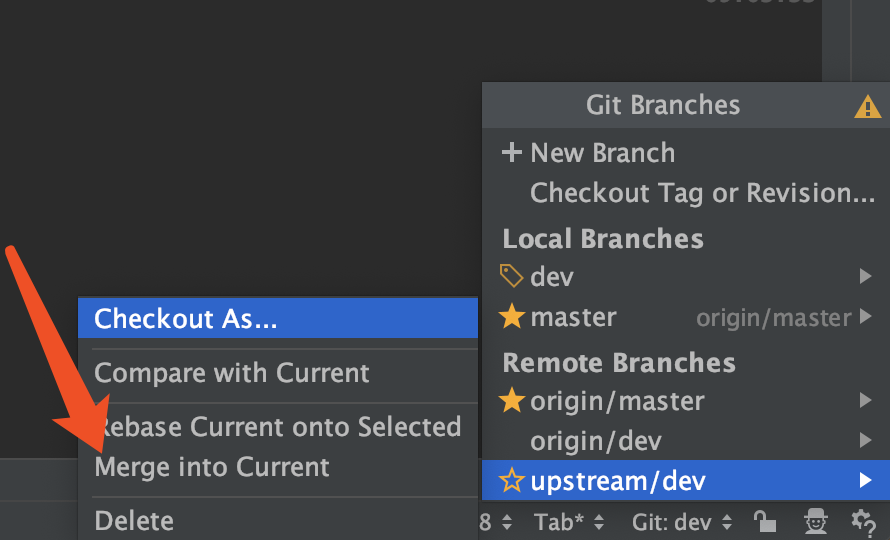 Git Branches
New Branch
Checkout Tag or Revision...
Local Branches
dev
master origin/master
Remote Branches
origin/master
origin/dev
upstream/dev
Checkout As...
Compare with Current
Rebase Current onto Selected
Merge into Current
Delete
8 Tab* Git: dev